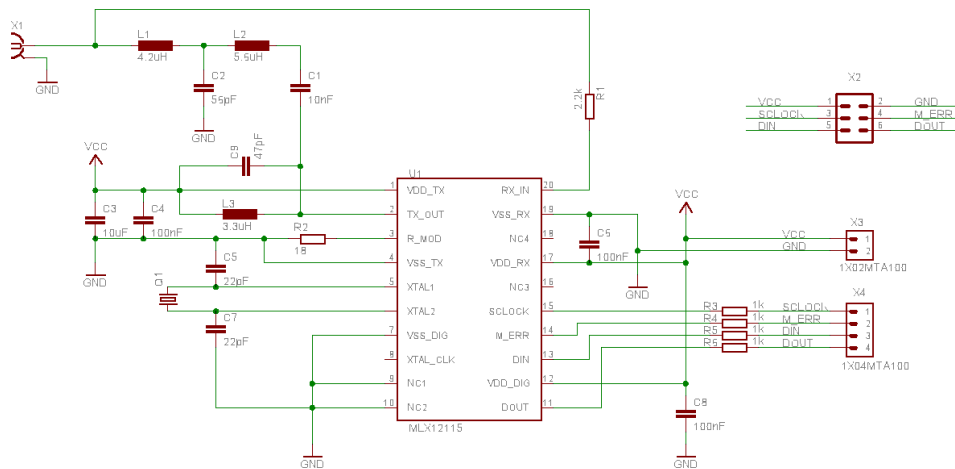 X1
L1
L2
4.2uH
5.6uH
C2
C1
GND
56pF
10nF
2.2k
R1
X2
VCC 1 2 GND
SCLOCK 3 4 M_ERR
DIN 5 6 DOUT
GND
C9
47pF
VCC
U1
1 VDD_TX RX_IN 20
VCC
C3
C4
L3
2 TX_OUT VSS_RX 19
10uF
100nF
3.3uH
R2
18
3 R_MOD NC4 18
C6
100nF
VCC
GND
X3
1
2
1X02MTA100
C5
22pF
4 VSS_TX VDD_RX 17
GND
Q1
5 XTAL1 NC3 16
GND
6 XTAL2 SCLOCK 15
R3 1k SCLOCK
R4 1k M_ERR
R5 1k DIN
R6 1k DOUT
X4
1
2
3
4
1X04MTA100
C7
22pF
7 VSS_DIG M_ERR 14
8 XTAL_CLK DIN 13
9 NC1 VDD_DIG 12
10 NC2 DOUT 11
C8
100nF
MLX12115
GND
GND